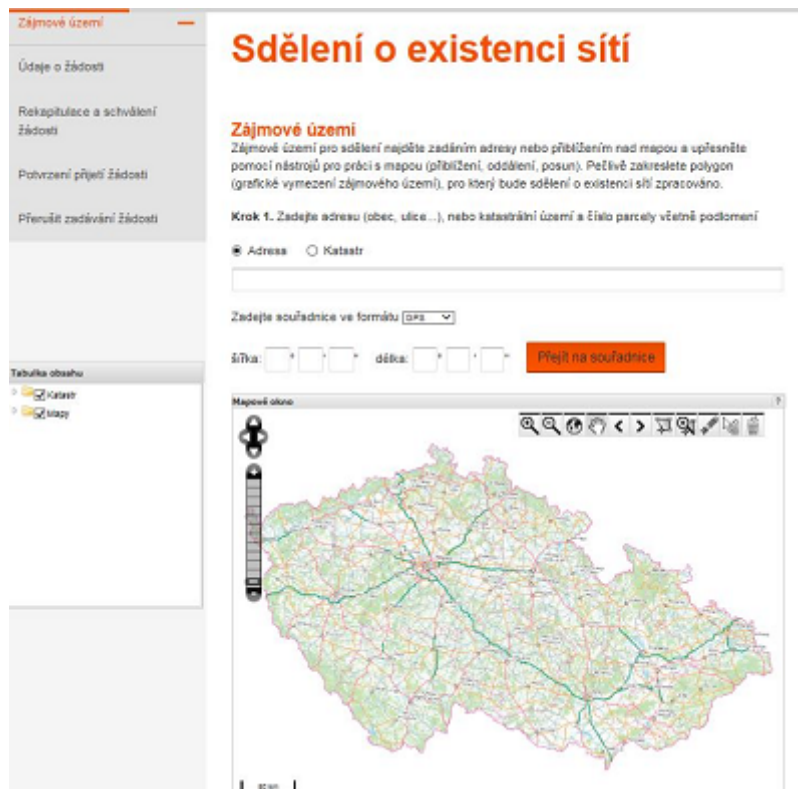 Zájmové území
Údaje o žádosti
Rekapitulace a schválení
žádosti
Potvrzení přijetí žádosti
Přerušit zadávání žádosti
Sdělení o existenci sítí
Zájmové území
Zájmové území pro sdělení najděte zadáním adresy nebo přiblížením nad mapou a upřesněte
pomocí nástrojů pro práci s mapou (přiblížení, oddálení, posun). Pečlivě zakreslete polygon
(grafické vymezení zájmového území), pro který bude sdělení o existenci sítí zpracováno.
Krok 1. Zadejte adresu (obec, ulice...), nebo katastrální území a číslo parcely včetně podlomení
Adresa Katastr
Zadejte souřadnice ve formátu GPS
šířka: ° ' " délka: ° ' " Přejít na souřadnice
Tabulka obsahu
Katastr
Mapy
Mapové okno ?